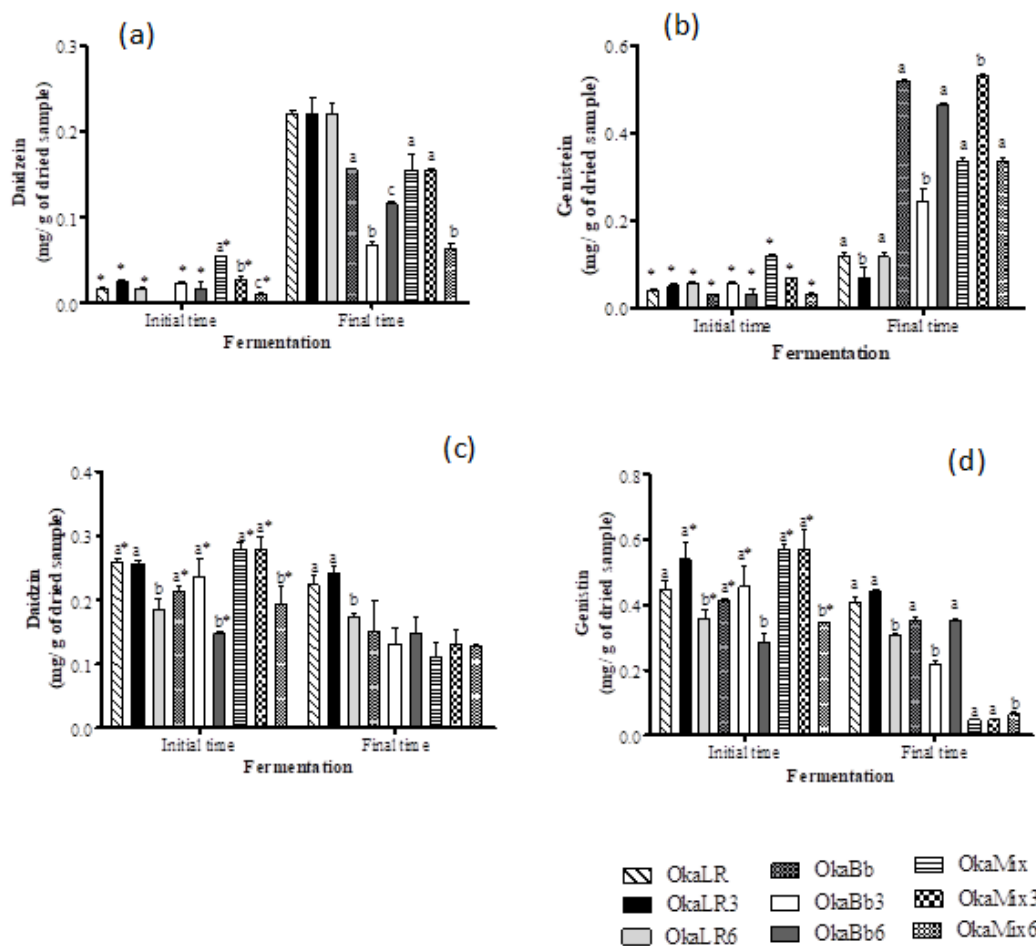 (a)
0.3
0.2
0.1
0.0
Daidzein
(mg/ g of dried sample)
* * * * * a* b* c*
a b c a a b
Initial time Final time
Fermentation
(b)
0.6
0.4
0.2
0.0
Genistein
(mg/ g of dried sample)
* * * * * * * * *
a b a a b a a b a
Initial time Final time
Fermentation
(c)
0.4
0.3
0.2
0.1
0.0
Daidzin
(mg/ g of dried sample)
a* a b a* a* b* a* a* b*
a a b
Initial time Final time
Fermentation
(d)
0.8
0.6
0.4
0.2
0.0
Genistin
(mg/ g of dried sample)
a a* b* a* a* b a* a* b*
a a b a b a a a b
Initial time Final time
Fermentation
OkaLR OkaBb OkaMix
OkaLR3 OkaBb3 OkaMix3
OkaLR6 OkaBb6 OkaMix6